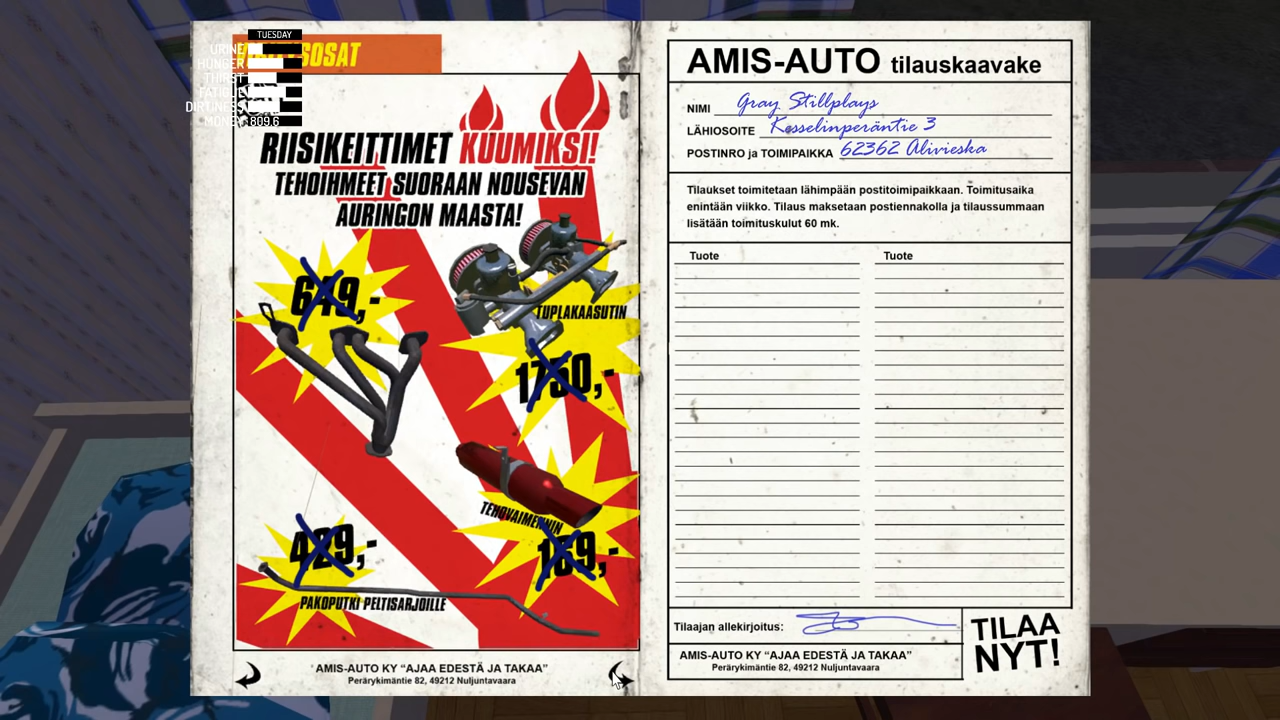 TUESDAY
URINE
HUNGER
THIRST
FATIGUE
DIRTINESS
MONEY 809.6
RIISIKEITTIMET KUUMIKSI!
TEHOIHMEET SUORAAN NOUSEVAN
AURINGON MAASTA!
649,-
TUPLAKAASUTIN
1750,-
TEHOVAIMENNIN
429,-
PAKOPUTKI PELTISARJOILLE
AMIS-AUTO KY “AJAA EDESTÄ JA TAKAA”
Perärykimäntie 82, 49212 Nuljuntavaara
AMIS-AUTO tilauskaavake
NIMI Gray Stillplays
LÄHIOSOITE Kesselinperäntie 3
POSTINRO ja TOIMIPAIKKA 62362 Alivieska
Tilaukset toimitetaan lähimpään postitoimipaikkaan. Toimitusaika
enintään viikko. Tilaus maksetaan postiennakolla ja tilaussummaan
lisätään toimituskulut 60 mk.
Tuote Tuote
Tilaajan allekirjoitus:
AMIS-AUTO KY “AJAA EDESTÄ JA TAKAA”
Perärykimäntie 82, 49212 Nuljuntavaara
TILAA
NYT!